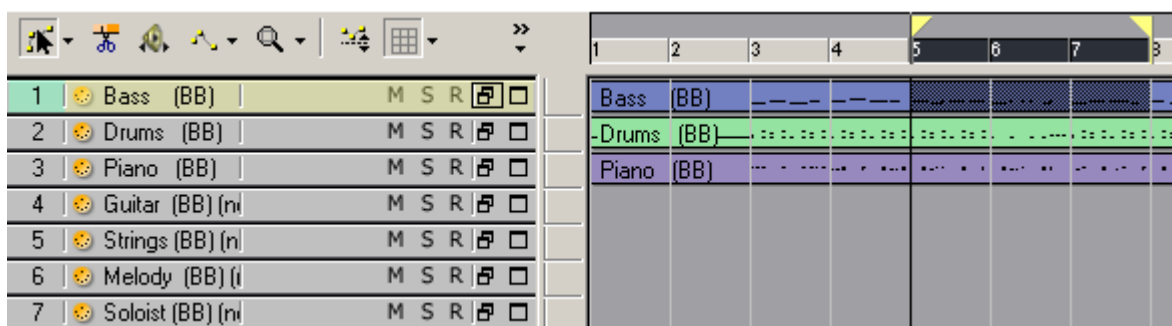 »
1 2 3 4 5 6 7 8
1 Bass (BB) M S R Bass (BB)
2 Drums (BB) M S R Drums (BB)
3 Piano (BB) M S R Piano (BB)
4 Guitar (BB) M S R
5 Strings (BB) M S R
6 Melody (BB) M S R
7 Soloist (BB) M S R